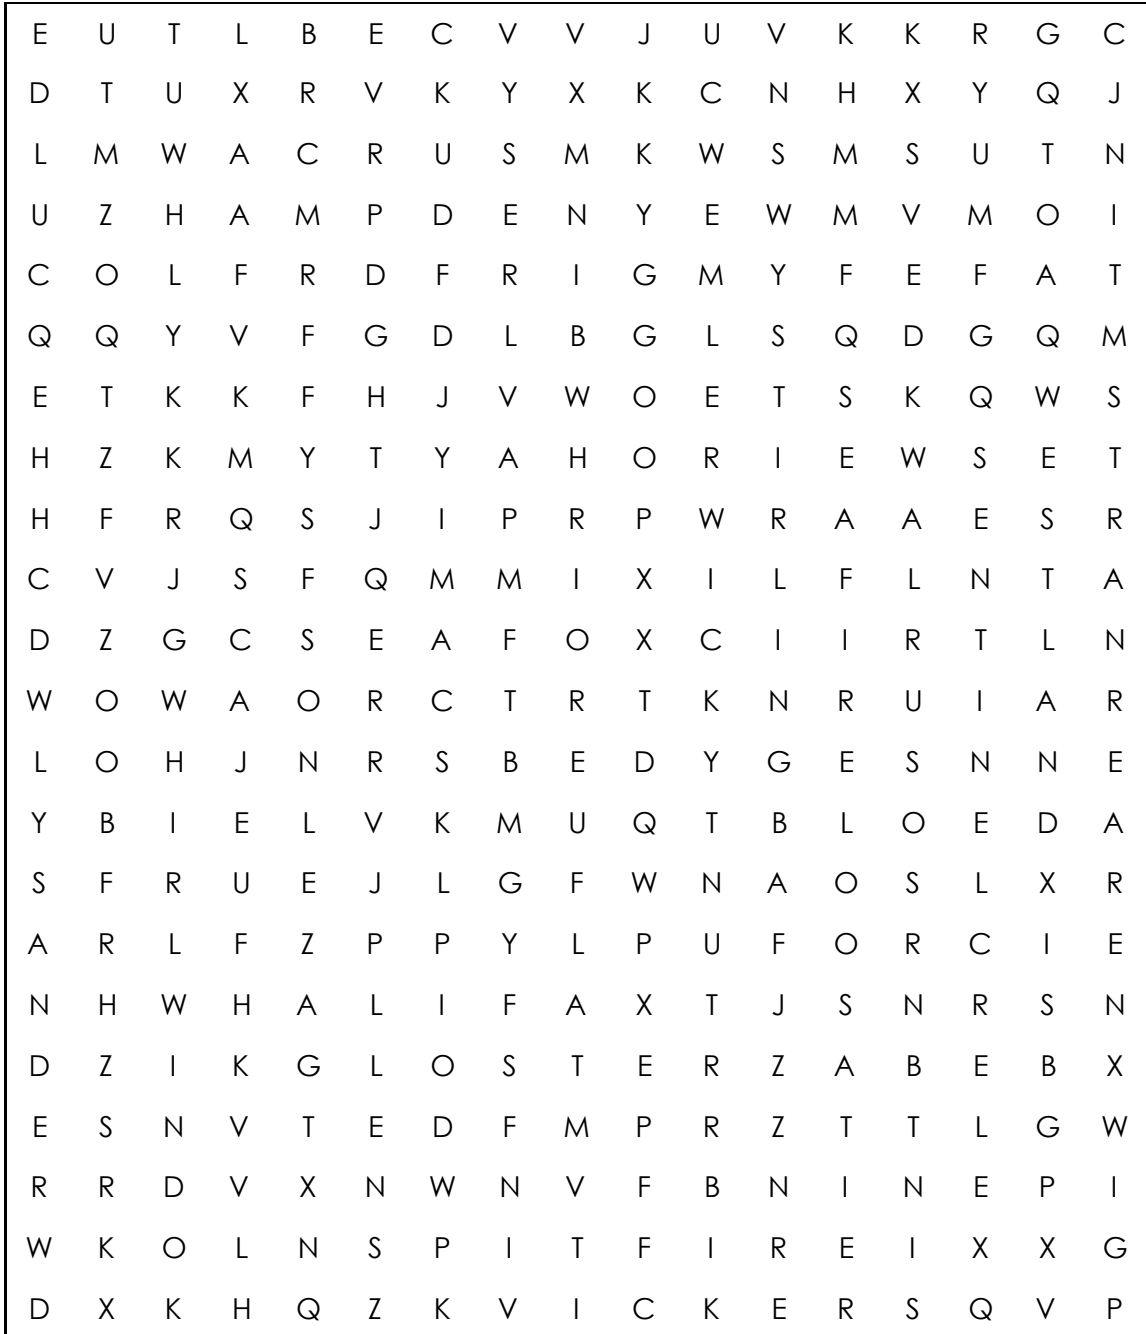 E U T L B E C V V J U V K K R G C
D T U X R V K Y X K C N H X Y Q J
L M W A C R U S M K W S M S U T N
U Z H A M P D E N Y E W M V M O I
C O L F R D F R I G M Y F E F A T
Q Q Y V F G D L B G L S Q D G Q M
E T K K F H J V W O E T S K Q W S
H Z K M Y T Y A H O R I E W S E T
H F R Q S J I P R P W R A A E S R
C V J S F Q M M I X I L F L N T A
D Z G C S E A F O X C I I R T L N
W O W A O R C T R T K N R U I A R
L O H J N R S B E D Y G E S N N E
Y B I E L V K M U Q T B L O E D A
S F R U E J L G F W N A O S L X R
A R L F Z P P Y L P U F O R C I E
N H W H A L I F A X T J S N R S N
D Z I K G L O S T E R Z A B E B X
E S N V T E D F M P R Z T T L G W
R R D V X N W N V F B N I N E P I
W K O L N S P I T F I R E I X X G
D X K H Q Z K V I C K E R S Q V P